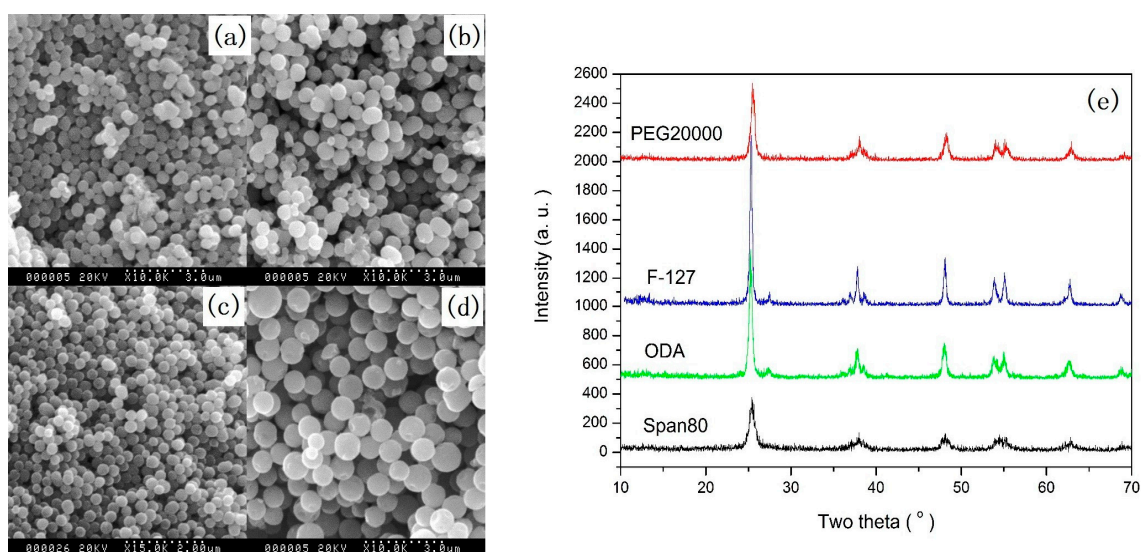 (a)
(b)
000005 20KV X10.0K 3.0um
000005 20KV X10.0K 3.0um
(c)
(d)
000026 20KV X15.0K 2.00um
000005 20KV X10.0K 3.0um
(e)
2600
2400
2200
2000
1800
1600
1400
1200
1000
800
600
400
200
0
Intensity (a. u.)
PEG20000
F-127
ODA
Span80
10 20 30 40 50 60 70
Two theta ( ° )